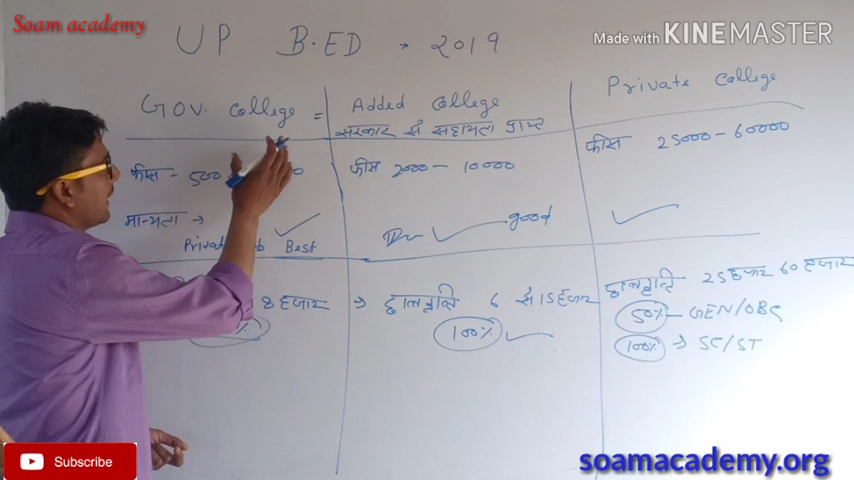 Soam academy
Made with KINEMASTER
UP B.ED → 2019
GOV. College =
Added College
सरकार से सहायता प्राप्त
Private College
फीस - 500
फीस 2000 - 10000
फीस 25000 - 60000
मान्यता →
Best
good
8 हजार
→ छात्रवृत्ति 6 से 15 हजार
छात्रवृत्ति 25 हजार 60 हजार
100%
50% - GEN/OBC
100% → SC/ST
Subscribe
soamacademy.org